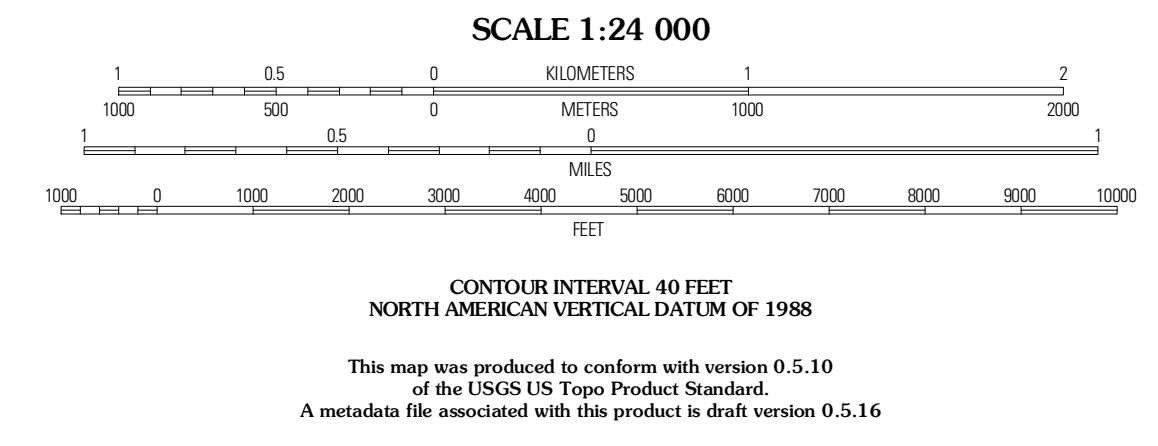 SCALE 1:24 000
1 0.5 0 KILOMETERS 1 2
1000 500 0 METERS 1000 2000
1 0.5 0 1
MILES
1000 0 1000 2000 3000 4000 5000 6000 7000 8000 9000 10000
FEET
CONTOUR INTERVAL 40 FEET
NORTH AMERICAN VERTICAL DATUM OF 1988
This map was produced to conform with version 0.5.10
of the USGS US Topo Product Standard.
A metadata file associated with this product is draft version 0.5.16